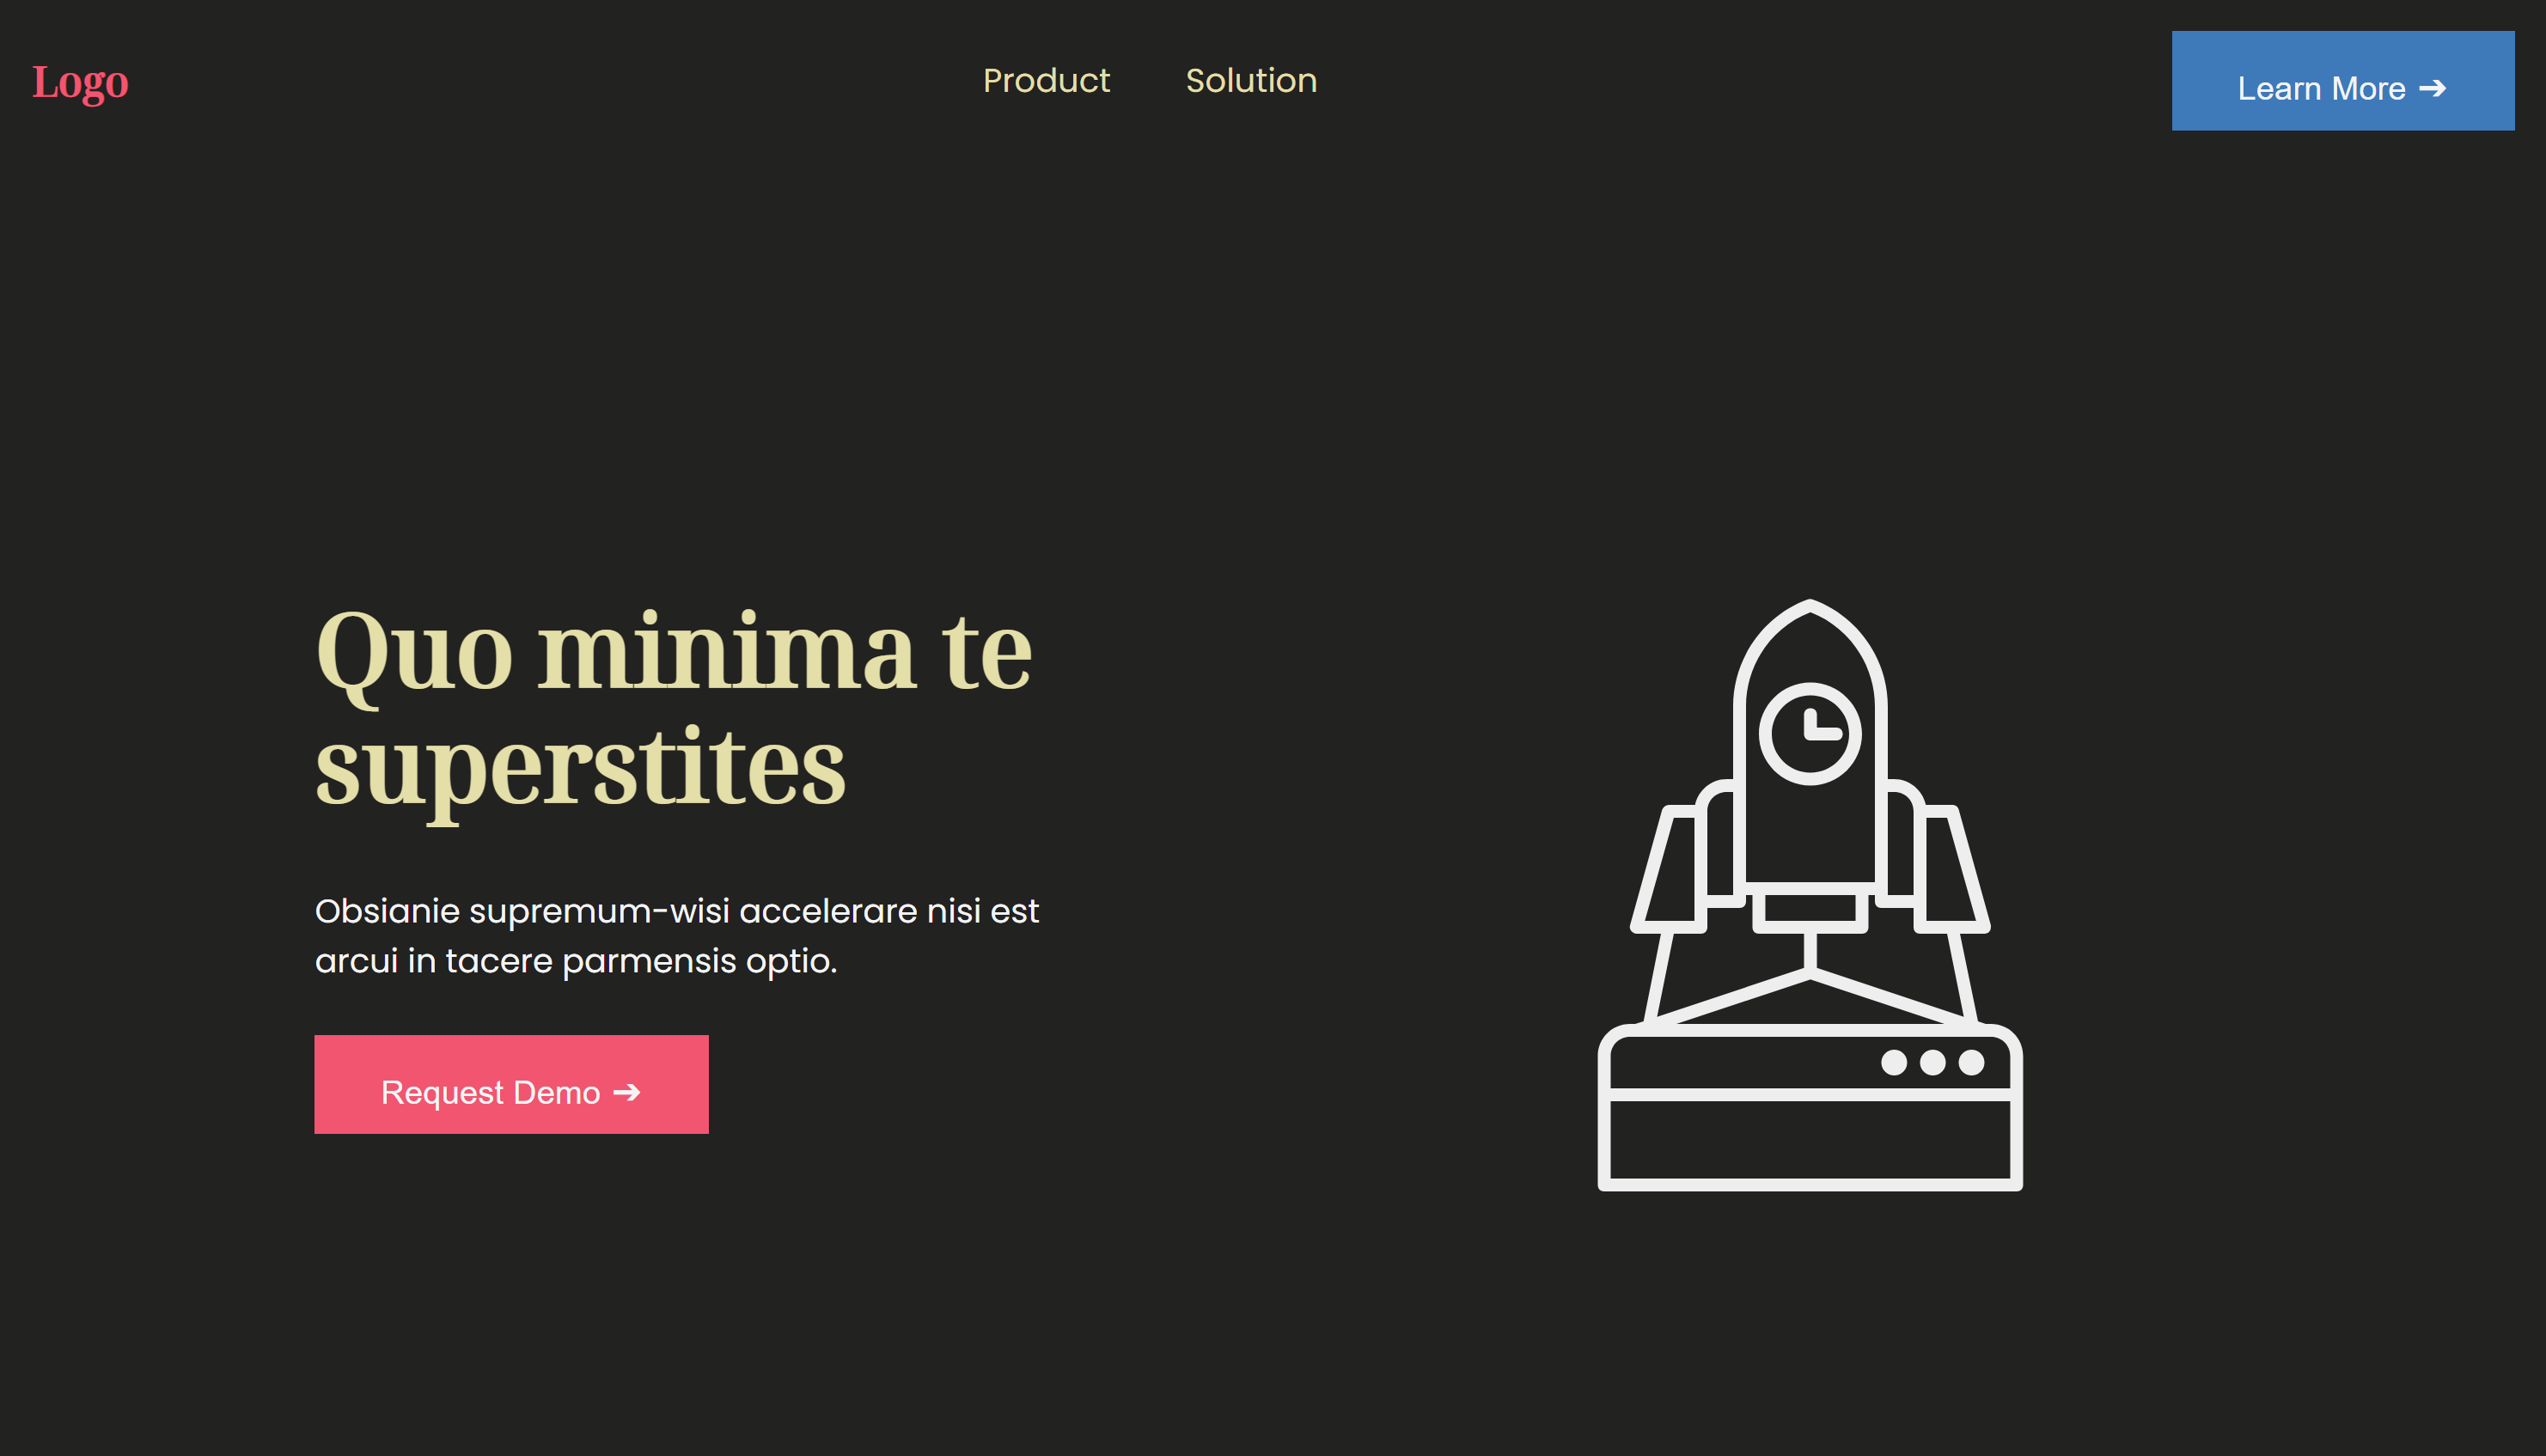 Logo
Product
Solution
Learn More ➔
Quo minima te
superstites
Obsianie supremum-wisi accelerare nisi est
arcui in tacere parmensis optio.
Request Demo ➔